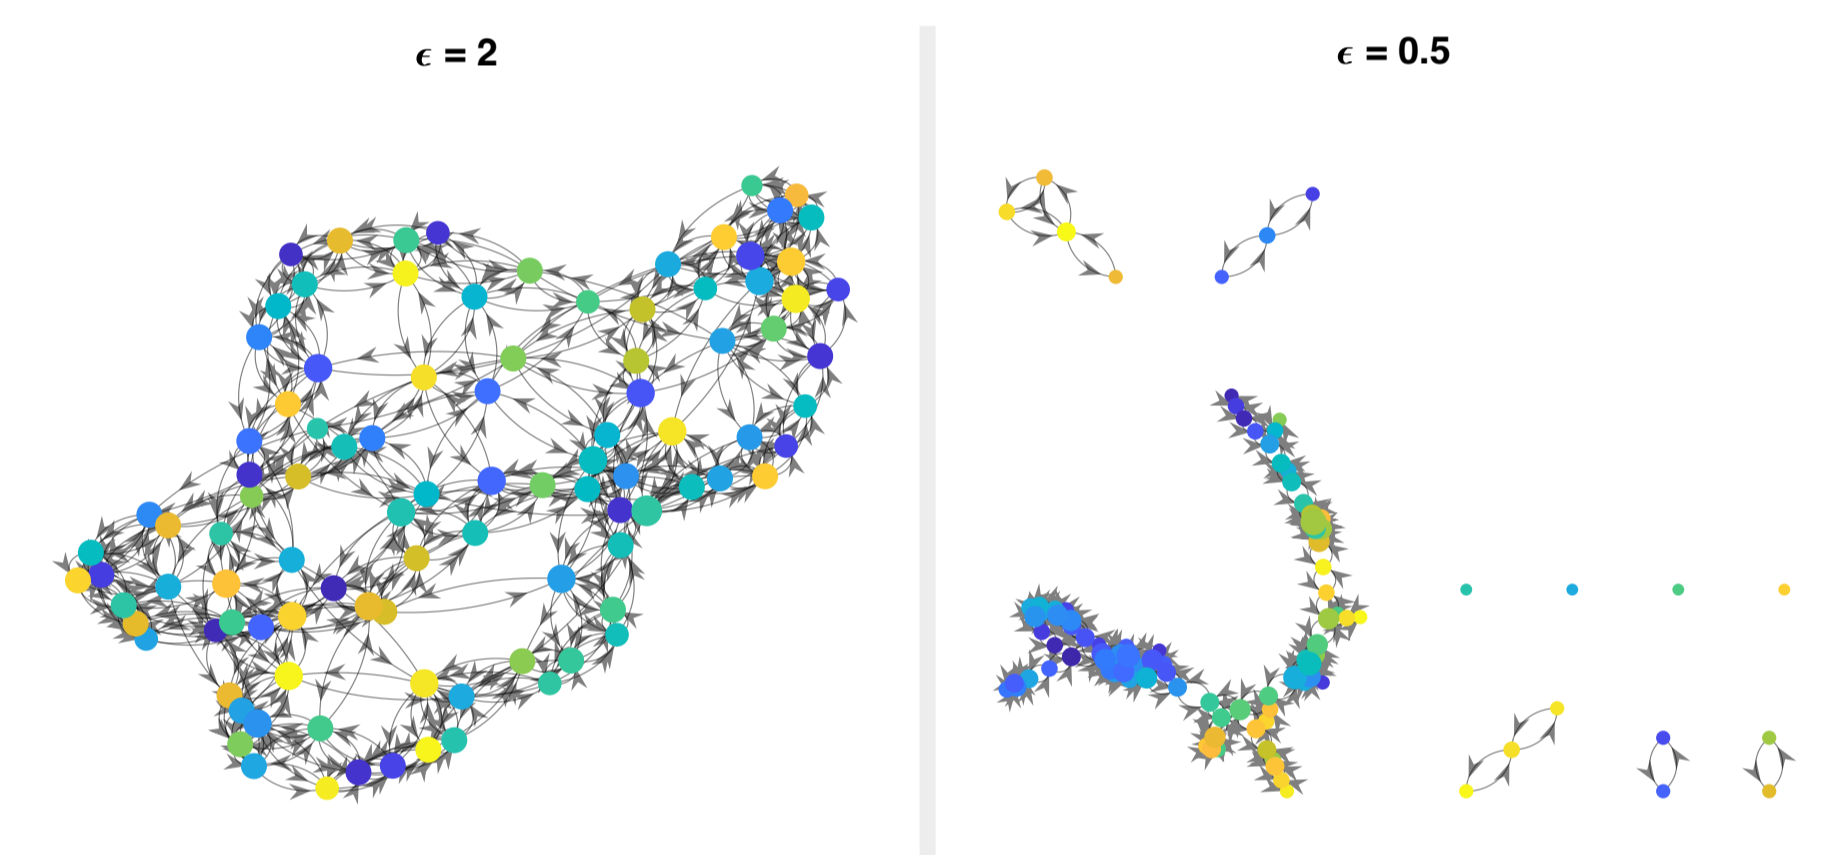 ϵ = 2
ϵ = 0.5